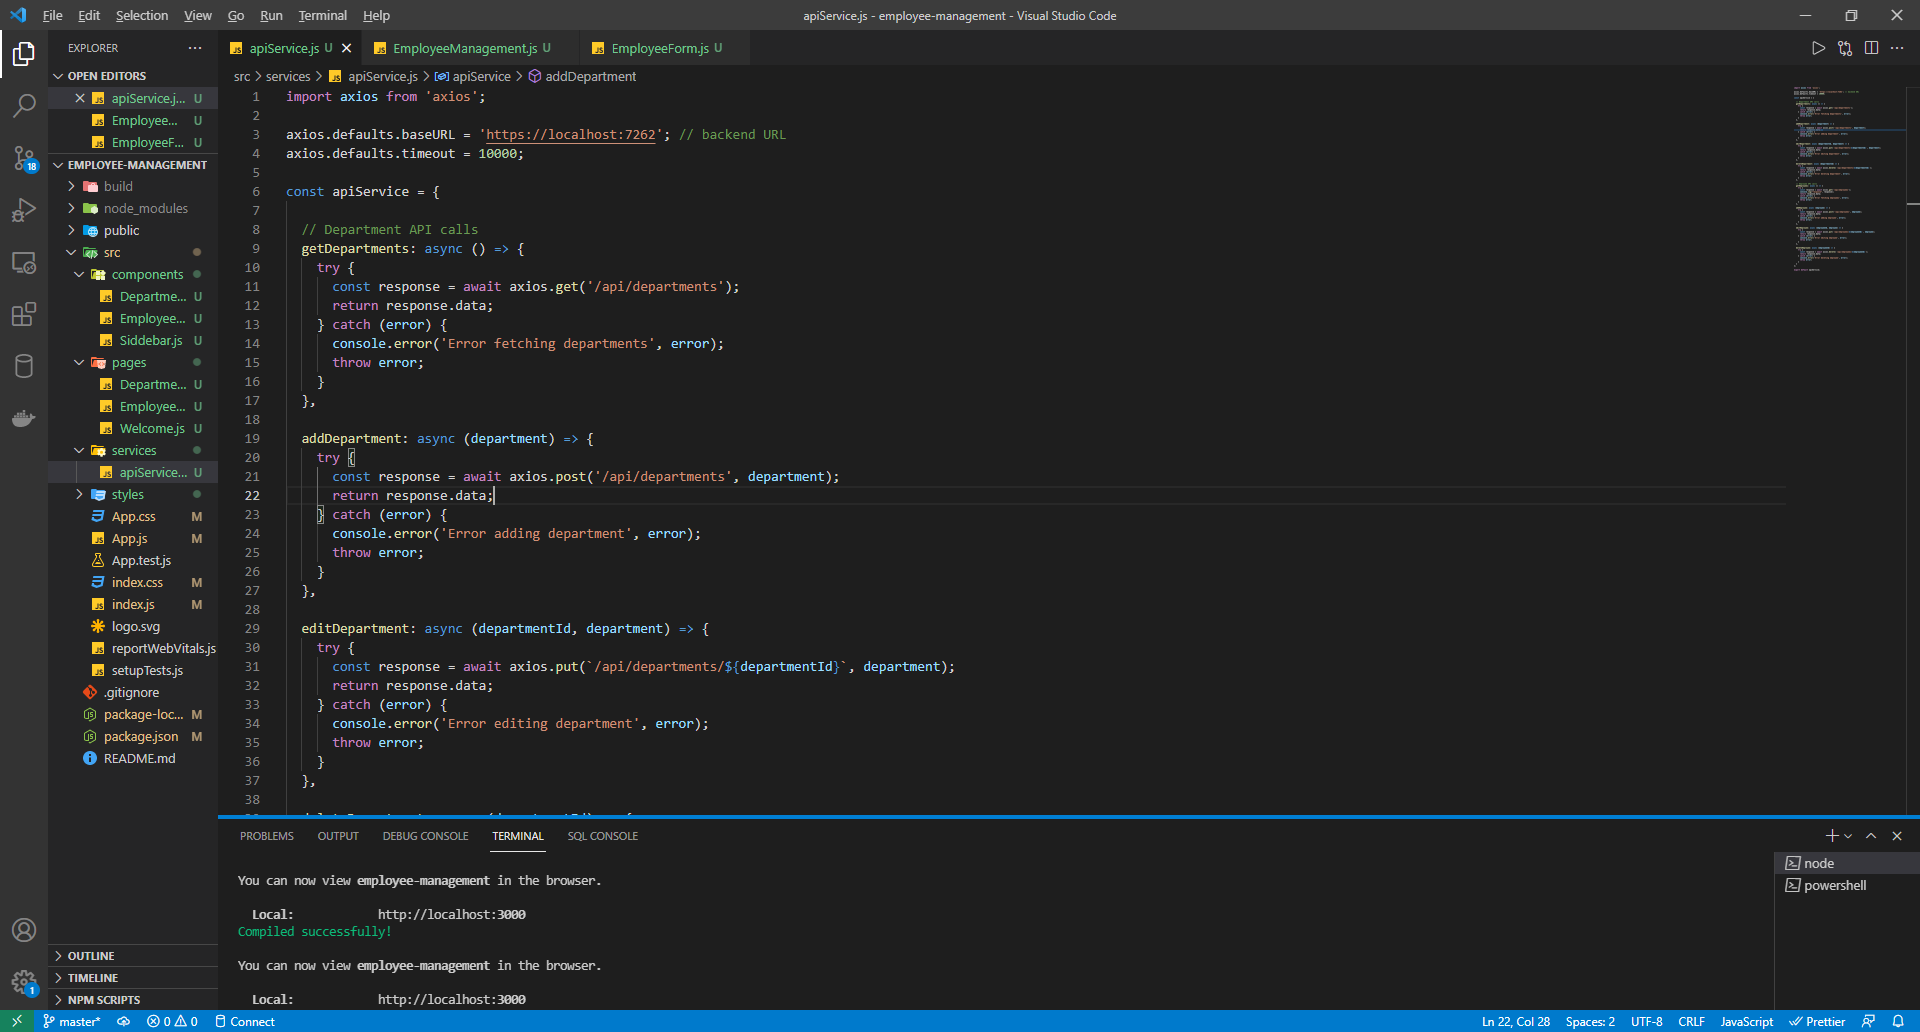 File Edit Selection View Go Run Terminal Help
apiService.js - employee-management - Visual Studio Code
EXPLORER
OPEN EDITORS
apiService.j... U
Employee... U
EmployeeF... U
EMPLOYEE-MANAGEMENT
build
node_modules
public
src
components
Departme... U
Employee... U
Siddebar.js U
pages
Departme... U
Employee... U
Welcome.js U
services
apiService... U
styles
App.css M
App.js M
App.test.js
index.css M
index.js M
logo.svg
reportWebVitals.js
setupTests.js
.gitignore
package-loc... M
package.json M
README.md
OUTLINE
TIMELINE
NPM SCRIPTS
18
1
apiService.js U
EmployeeManagement.js U
EmployeeForm.js U
src > services > apiService.js > apiService > addDepartment
1 import axios from 'axios';
2
3 axios.defaults.baseURL = 'https://localhost:7262'; // backend URL
4 axios.defaults.timeout = 10000;
5
6 const apiService = {
7
8 // Department API calls
9 getDepartments: async () => {
10 try {
11 const response = await axios.get('/api/departments');
12 return response.data;
13 } catch (error) {
14 console.error('Error fetching departments', error);
15 throw error;
16 }
17 },
18
19 addDepartment: async (department) => {
20 try {
21 const response = await axios.post('/api/departments', department);
22 return response.data;
23 } catch (error) {
24 console.error('Error adding department', error);
25 throw error;
26 }
27 },
28
29 editDepartment: async (departmentId, department) => {
30 try {
31 const response = await axios.put(`/api/departments/${departmentId}`, department);
32 return response.data;
33 } catch (error) {
34 console.error('Error editing department', error);
35 throw error;
36 }
37 },
38
PROBLEMS OUTPUT DEBUG CONSOLE TERMINAL SQL CONSOLE
You can now view employee-management in the browser.
Local: http://localhost:3000
Compiled successfully!
You can now view employee-management in the browser.
Local: http://localhost:3000
node
powershell
master* 0 0 Connect
Ln 22, Col 28 Spaces: 2 UTF-8 CRLF JavaScript Prettier